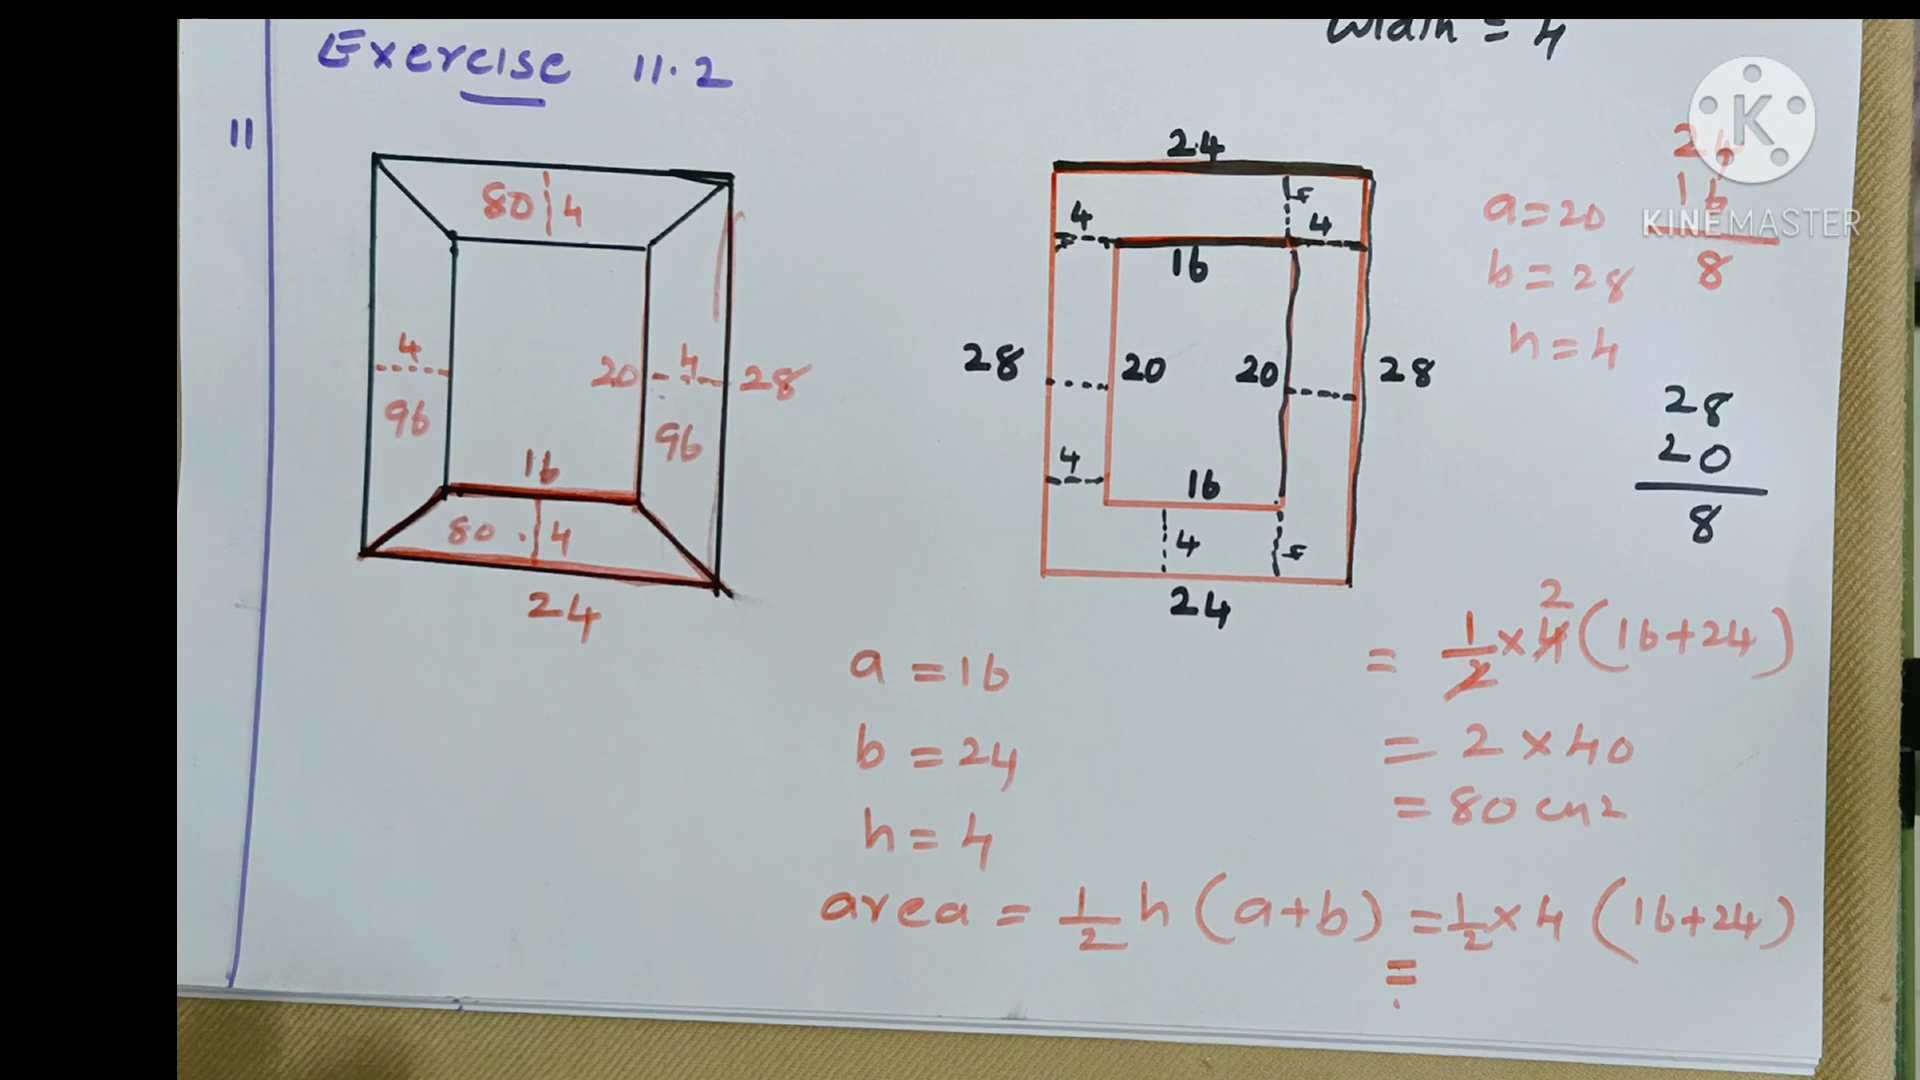 Width = 4
Exercise 11.2
11
K
KINEMASTER
24
16
8
80 4
4
96
20 4 28
96
16
80 . 4
24
24
4 4
16
28 20 20 28
4
16
4
24
a = 20
b = 28
h = 4
28
20
8
a = 16
b = 24
h = 4
= 1/2 × 4 2 (16+24)
= 2 × 40
= 80 cm2
area = 1/2 h (a+b) = 1/2 × 4 (16+24)
=